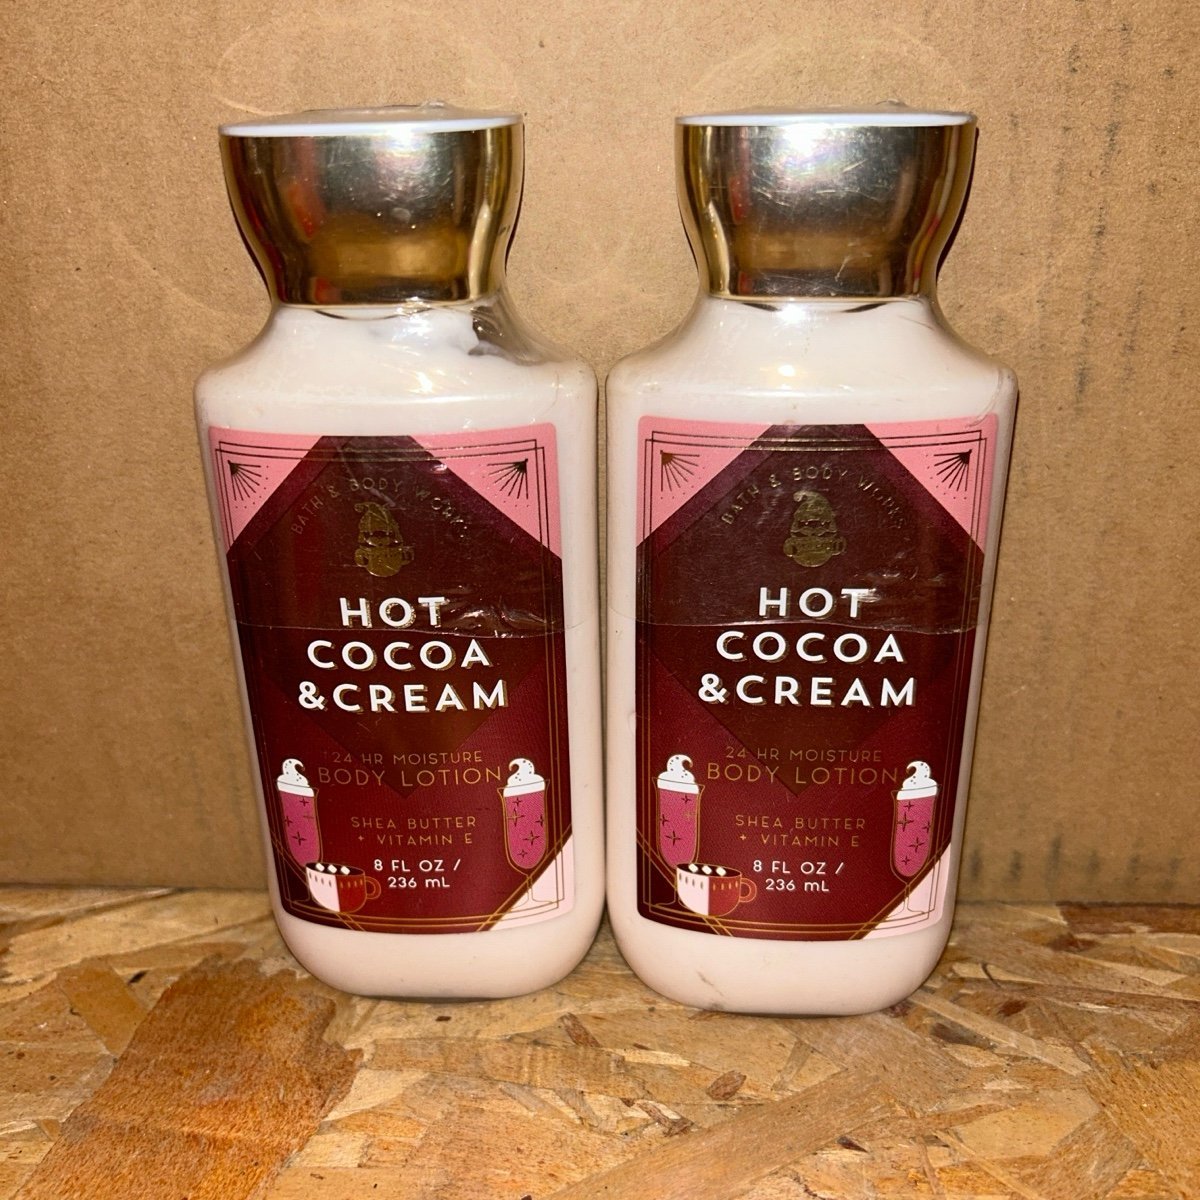 BATH & BODY WORKS
HOT
COCOA
&CREAM
24 HR MOISTURE
BODY LOTION
SHEA BUTTER
+ VITAMIN E
8 FL OZ /
236 mL
BATH & BODY WORKS
HOT
COCOA
&CREAM
24 HR MOISTURE
BODY LOTION
SHEA BUTTER
+ VITAMIN E
8 FL OZ /
236 mL